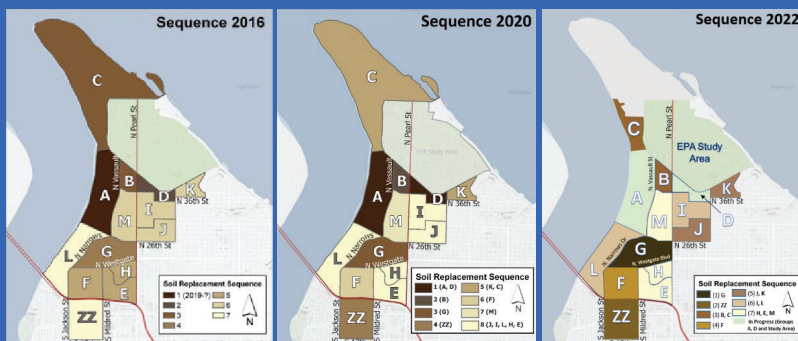 Sequence 2016
C
N Pearl St
N Vassault
A
B
D
K
N 36th St
M
I
J
N 26th St
N Narrows
L
G
N Westgate
F
H
E
ZZ
S Jackson St
S Mildred St
Soil Replacement Sequence
1 (2019-?)
2
3
4
5
6
7
N
Sequence 2020
C
N Pearl St
EPA Study Area
N Vassault
A
B
D
K
N 36th St
M
I
J
N 26th St
N Narrows
L
G
N Westgate
F
H
E
ZZ
S Jackson St
S Mildred St
Soil Replacement Sequence
1 (A, D)
2 (B)
3 (G)
4 (ZZ)
5 (K, C)
6 (F)
7 (M)
8 (J, I, L, H, E)
N
Sequence 2022
C
N Pearl St
EPA Study
Area
N Vassault St
A
B
K
N 36th St
M
I
D
J
N 26th St
N Narrows Dr
L
G
N Westgate Blvd
F
H
E
ZZ
S Jackson St
S Mildred St
Soil Replacement Sequence
(1) G
(2) ZZ
(3) B, C
(4) F
(5) J, K
(6) I, L
(7) H, E, M
In Progress (Groups
A, D and Study Area)
N